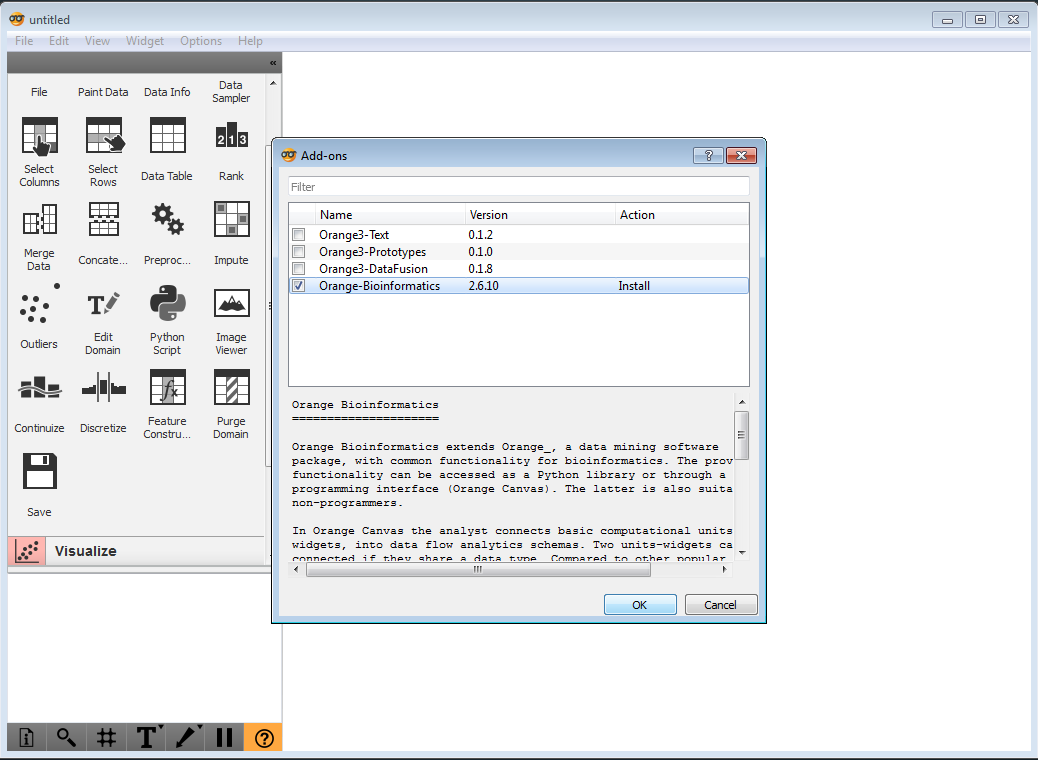 untitled
File Edit View Widget Options Help
«
File Paint Data Data Info Data Sampler
1 2 3
Select Columns Select Rows Data Table Rank
Merge Data Concate... Preproc... Impute
T
Outliers Edit Domain Python Script Image Viewer
fx
Continuize Discretize Feature Constru... Purge Domain
Save
Visualize
i T ?
Add-ons
?
Filter
Name Version Action
Orange3-Text 0.1.2
Orange3-Prototypes 0.1.0
Orange3-DataFusion 0.1.8
Orange-Bioinformatics 2.6.10 Install
Orange Bioinformatics
=====================
Orange Bioinformatics extends Orange_, a data mining software
package, with common functionality for bioinformatics. The prov
functionality can be accessed as a Python library or through a
programming interface (Orange Canvas). The latter is also suita
non-programmers.
In Orange Canvas the analyst connects basic computational units
widgets, into data flow analytics schemas. Two units-widgets ca
connected if they share a data type. Compared to other popular
OK Cancel